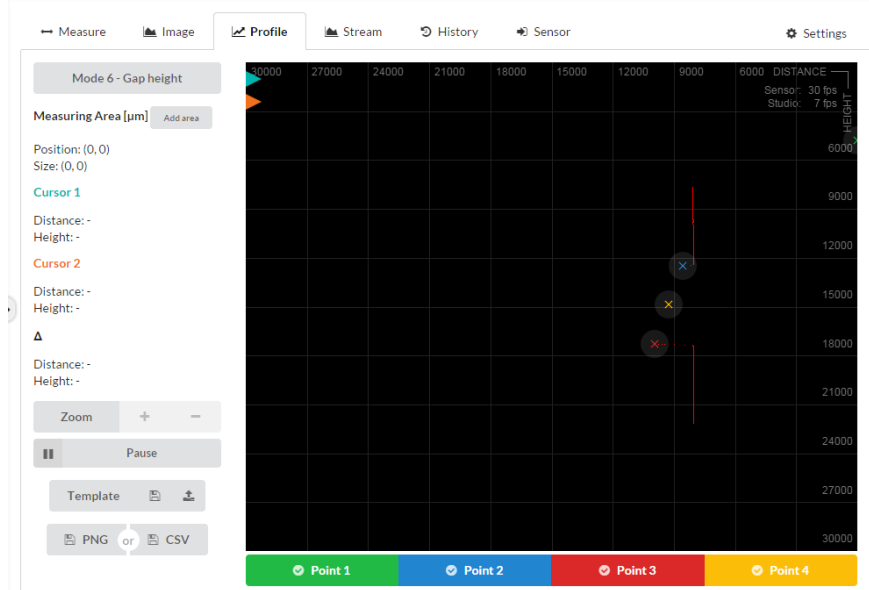 Measure Image Profile Stream History Sensor Settings
Mode 6 - Gap height
Measuring Area [µm] Add area
Position: (0, 0)
Size: (0, 0)
Cursor 1
Distance: -
Height: -
Cursor 2
Distance: -
Height: -
Δ
Distance: -
Height: -
Zoom + −
Pause
Template
PNG or CSV
30000 27000 24000 21000 18000 15000 12000 9000 6000 DISTANCE
Sensor: 30 fps
Studio: 7 fps
HEIGHT
6000
9000
12000
15000
18000
21000
24000
27000
30000
Point 1 Point 2 Point 3 Point 4